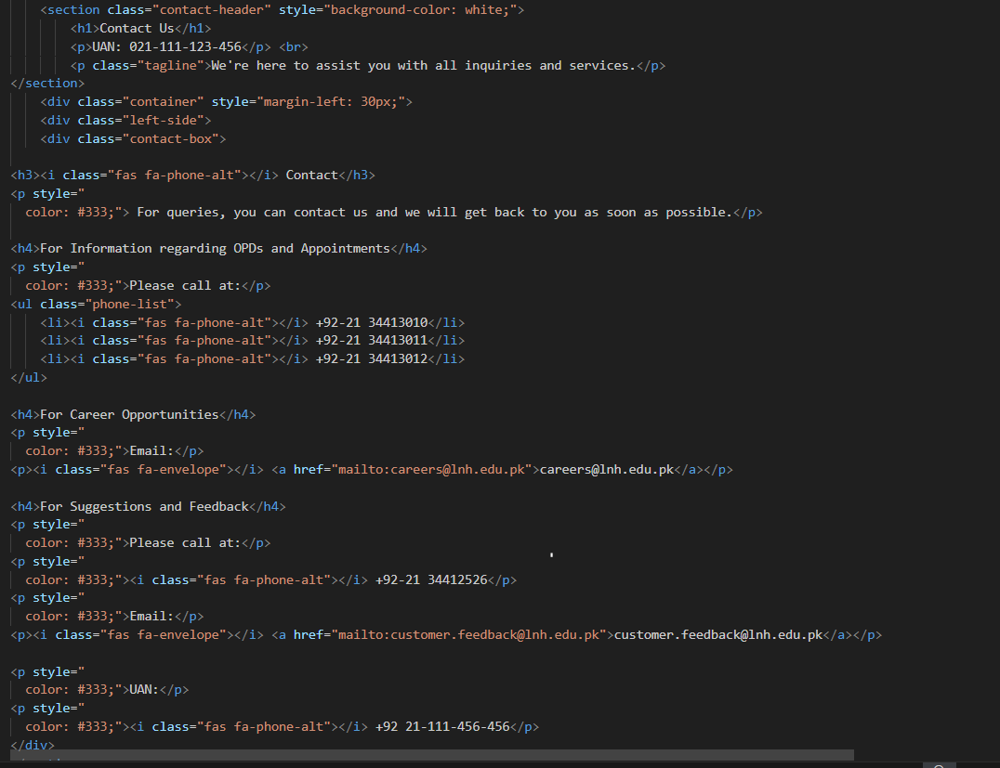 <section class="contact-header" style="background-color: white;">
<h1>Contact Us</h1>
<p>UAN: 021-111-123-456</p> <br>
<p class="tagline">We're here to assist you with all inquiries and services.</p>
</section>
<div class="container" style="margin-left: 30px;">
<div class="left-side">
<div class="contact-box">
<h3><i class="fas fa-phone-alt"></i> Contact</h3>
<p style="
color: #333;"> For queries, you can contact us and we will get back to you as soon as possible.</p>
<h4>For Information regarding OPDs and Appointments</h4>
<p style="
color: #333;">Please call at:</p>
<ul class="phone-list">
<li><i class="fas fa-phone-alt"></i> +92-21 34413010</li>
<li><i class="fas fa-phone-alt"></i> +92-21 34413011</li>
<li><i class="fas fa-phone-alt"></i> +92-21 34413012</li>
</ul>
<h4>For Career Opportunities</h4>
<p style="
color: #333;">Email:</p>
<p><i class="fas fa-envelope"></i> <a href="mailto:careers@lnh.edu.pk">careers@lnh.edu.pk</a></p>
<h4>For Suggestions and Feedback</h4>
<p style="
color: #333;">Please call at:</p>
<p style="
color: #333;"><i class="fas fa-phone-alt"></i> +92-21 34412526</p>
<p style="
color: #333;">Email:</p>
<p><i class="fas fa-envelope"></i> <a href="mailto:customer.feedback@lnh.edu.pk">customer.feedback@lnh.edu.pk</a></p>
<p style="
color: #333;">UAN:</p>
<p style="
color: #333;"><i class="fas fa-phone-alt"></i> +92 21-111-456-456</p>
</div>